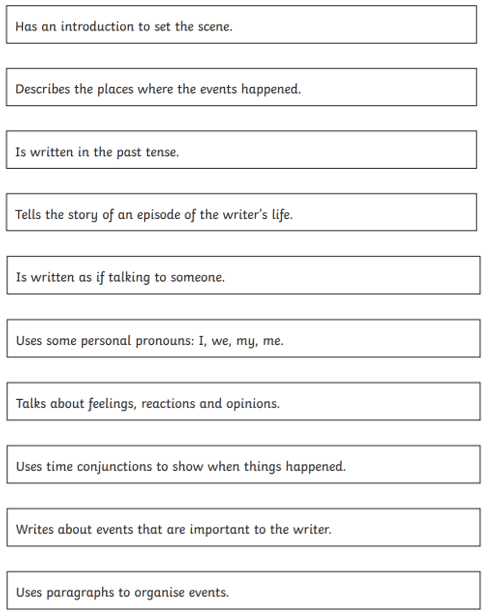 Has an introduction to set the scene.
Describes the places where the events happened.
Is written in the past tense.
Tells the story of an episode of the writer's life.
Is written as if talking to someone.
Uses some personal pronouns: I, we, my, me.
Talks about feelings, reactions and opinions.
Uses time conjunctions to show when things happened.
Writes about events that are important to the writer.
Uses paragraphs to organise events.